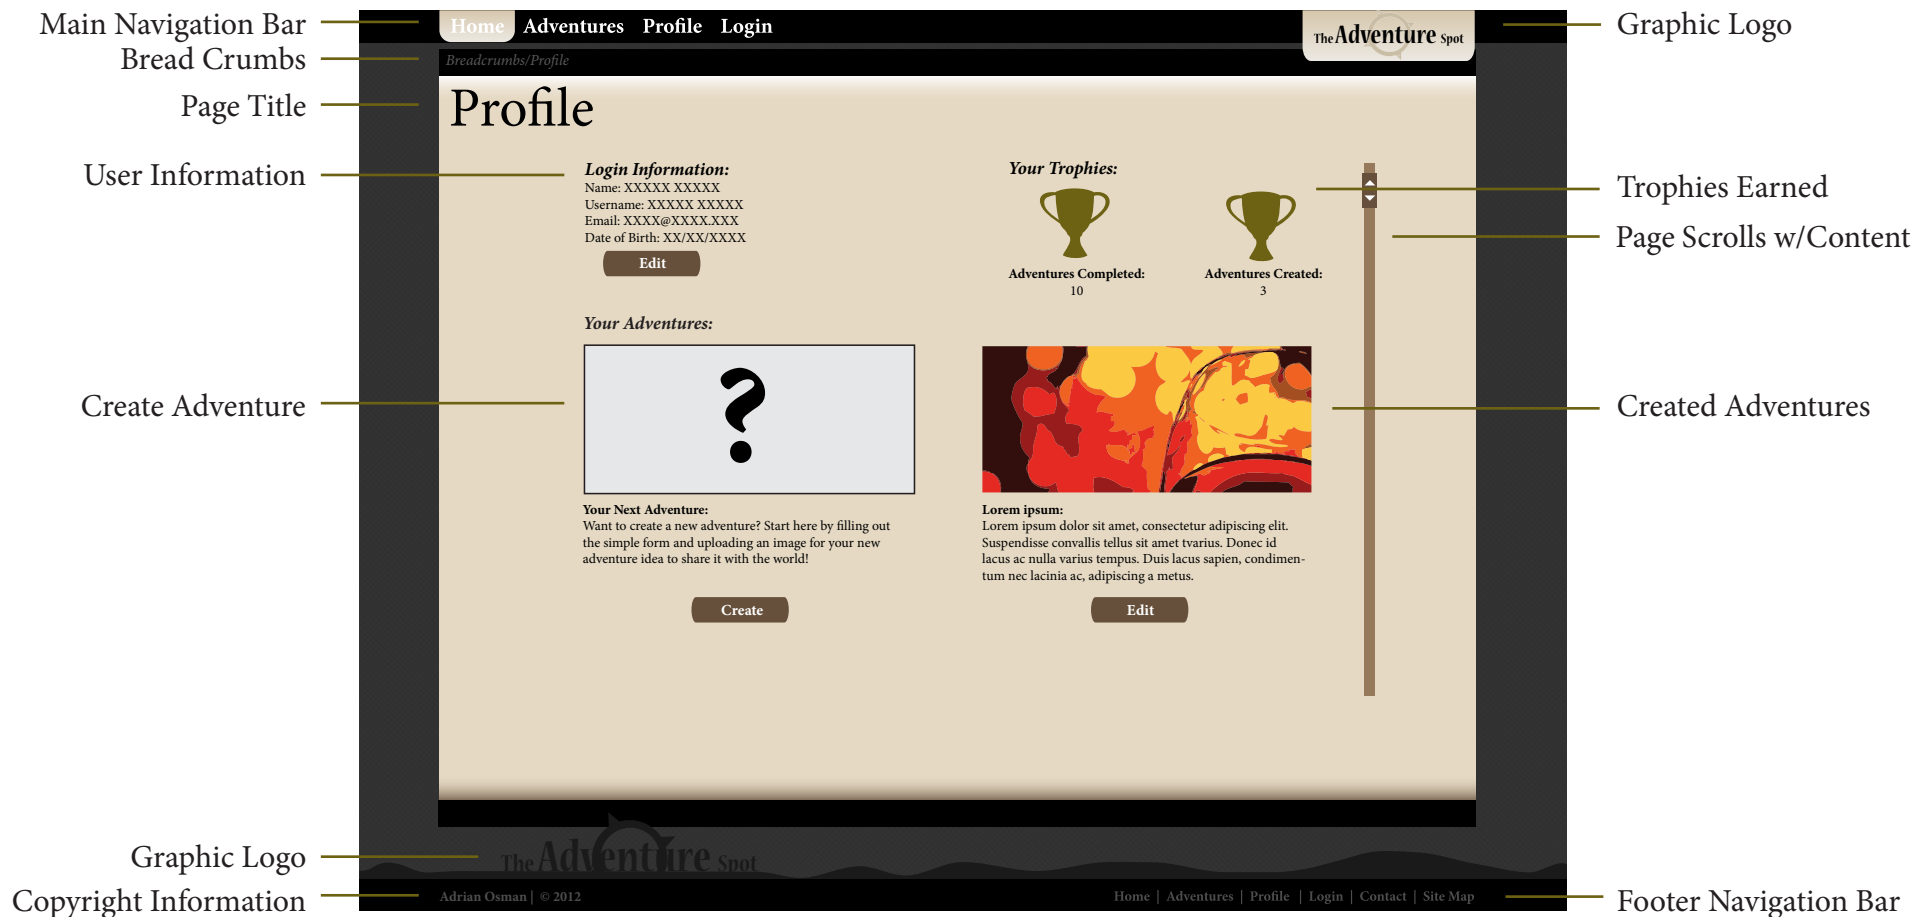 Main Navigation Bar
Home Adventures Profile Login
The Adventure Spot
Graphic Logo
Bread Crumbs
Breadcrumbs/Profile
Page Title
Profile
User Information
Login Information:
Name: XXXXX XXXXX
Username: XXXXX XXXXX
Email: XXXX@XXXX.XXX
Date of Birth: XX/XX/XXXX
Edit
Your Trophies:
Adventures Completed:
10
Adventures Created:
3
Trophies Earned
Page Scrolls w/Content
Your Adventures:
Create Adventure
?
Your Next Adventure:
Want to create a new adventure? Start here by filling out
the simple form and uploading an image for your new
adventure idea to share it with the world!
Create
Created Adventures
Lorem ipsum:
Lorem ipsum dolor sit amet, consectetur adipiscing elit.
Suspendisse convallis tellus sit amet tvarius. Donec id
lacus ac nulla varius tempus. Duis lacus sapien, condimen-
tum nec lacinia ac, adipiscing a metus.
Edit
Graphic Logo
The Adventure Spot
Copyright Information
Adrian Osman | © 2012
Home | Adventures | Profile | Login | Contact | Site Map
Footer Navigation Bar